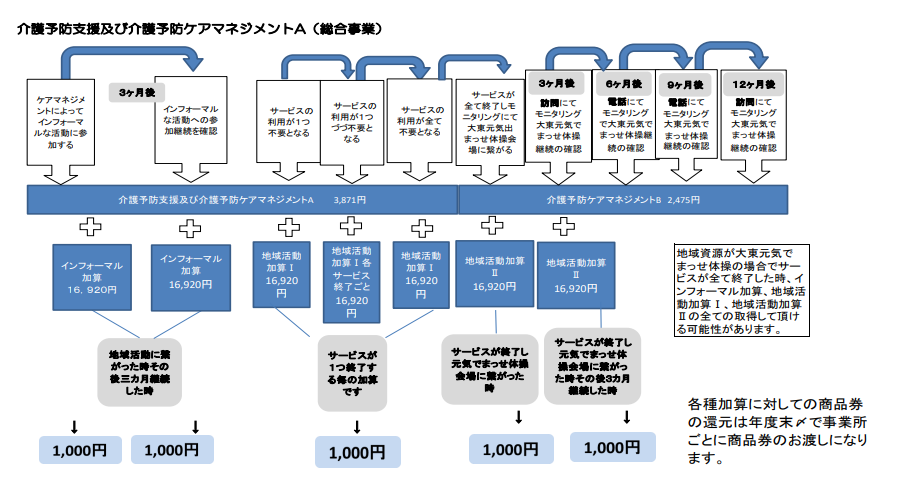 介護予防支援及び介護予防ケアマネジメントA（総合事業）
ケアマネジメ
ントによって
インフォーマ
ルな活動に参
加する
3ヶ月後
インフォーマル
な活動への参
加継続を確認
サービスの
利用が1つ
不要となる
サービスの
利用が1つ
づづ不要と
なる
サービスの
利用が全て
不要となる
サービスが
全て終了しモ
ニタリングにて
大東元気出
まっせ体操会
場に繋がる
3ヶ月後
訪問にて
モニタリング
大東元気で
まっせ体操
継続の確認
6ヶ月後
電話にて
モニタリング
で大東元気で
まっせ体操継
続の確認
9ヶ月後
電話にて
モニタリング
大東元気で
まっせ体操
継続の確認
12ヶ月後
訪問にて
モニタリング
大東元気で
まっせ体操
継続の確認
介護予防支援及び介護予防ケアマネジメントA 3,871円
介護予防ケアマネジメントB 2,475円
インフォーマル
加算
16，920円
インフォーマル
加算
16,920円
地域活動
加算Ⅰ
16,920
円
地域活動
加算Ⅰ各
サービス
終了ごと
16,920
円
地域活動
加算Ⅰ
16,920
円
地域活動加算
Ⅱ
16,920円
地域活動加算
Ⅱ
16,920円
地域資源が大東元気で
まっせ体操の場合でサー
ビスが全て終了した時、イ
ンフォーマル加算、地域活
動加算Ⅰ、地域活動加算
Ⅱの全ての取得して頂け
る可能性があります。
地域活動に繋
がった時その
後三カ月継続
した時
サービスが
1つ終了す
る毎の加算
です
サービスが終了し
元気でまっせ体操
会場に繋がった
時
サービスが終了し
元気でまっせ体
操会場に繋がっ
た時その後3カ月
継続した時
1,000円
1,000円
1,000円
1,000円
1,000円
各種加算に対しての商品券
の還元は年度末〆で事業所
ごとに商品券のお渡しになり
ます。